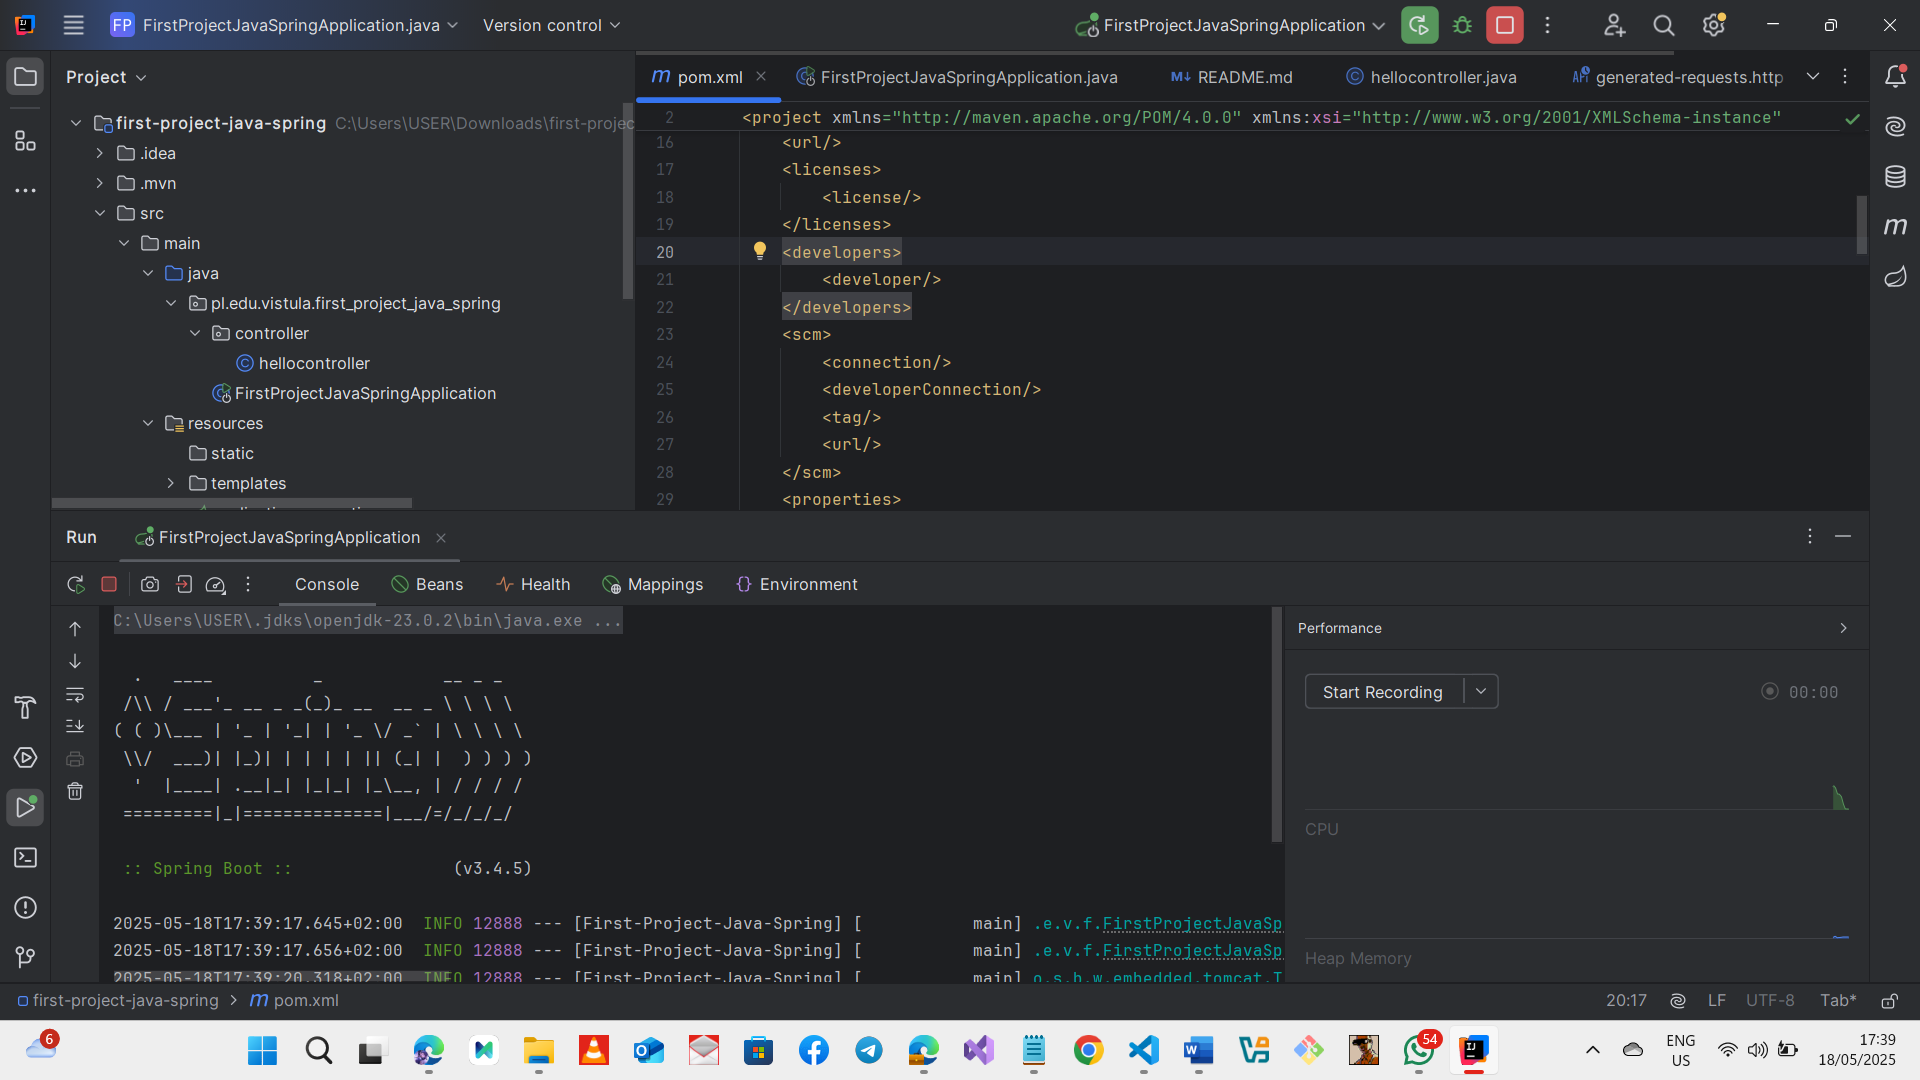 FP FirstProjectJavaSpringApplication.java Version control FirstProjectJavaSpringApplication
Project
first-project-java-spring C:\Users\USER\Downloads\first-projec
.idea
.mvn
src
main
java
pl.edu.vistula.first_project_java_spring
controller
hellocontroller
FirstProjectJavaSpringApplication
resources
static
templates
pom.xml FirstProjectJavaSpringApplication.java README.md hellocontroller.java generated-requests.http
2 <project xmlns="http://maven.apache.org/POM/4.0.0" xmlns:xsi="http://www.w3.org/2001/XMLSchema-instance"
16 <url/>
17 <licenses>
18 <license/>
19 </licenses>
20 <developers>
21 <developer/>
22 </developers>
23 <scm>
24 <connection/>
25 <developerConnection/>
26 <tag/>
27 <url/>
28 </scm>
29 <properties>
Run FirstProjectJavaSpringApplication
Console Beans Health Mappings Environment
C:\Users\USER\.jdks\openjdk-23.0.2\bin\java.exe ...
  .   ____          _            __ _ _
 /\\ / ___'_ __ _ _(_)_ __  __ _ \ \ \ \
( ( )\___ | '_ | '_| | '_ \/ _` | \ \ \ \
 \\/  ___)| |_)| | | | | || (_| |  ) ) ) )
  '  |____| .__|_| |_|_| |_\__, | / / / /
 =========|_|==============|___/=/_/_/_/
:: Spring Boot :: (v3.4.5)
2025-05-18T17:39:17.645+02:00 INFO 12888 --- [First-Project-Java-Spring] [ main] .e.v.f.FirstProjectJavaSp
2025-05-18T17:39:17.656+02:00 INFO 12888 --- [First-Project-Java-Spring] [ main] .e.v.f.FirstProjectJavaSp
2025-05-18T17:39:20.318+02:00 INFO 12888 --- [First-Project-Java-Spring] [ main] o.s.b.w.embedded.tomcat.T
Performance
Start Recording 00:00
CPU
Heap Memory
first-project-java-spring > m pom.xml 20:17 LF UTF-8 Tab*
6 54 ENG 17:39
US 18/05/2025